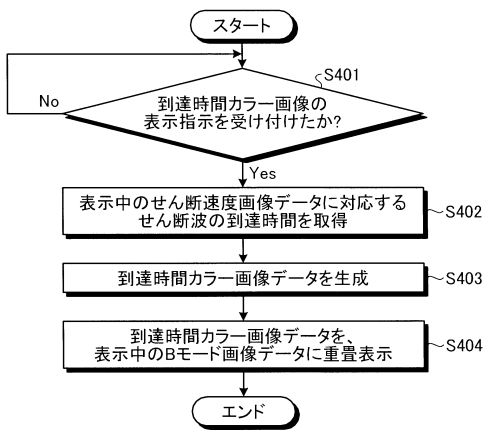 スタート
S401
No
到達時間カラー画像の
表示指示を受け付けたか?
Yes
表示中のせん断速度画像データに対応する
せん断波の到達時間を取得
S402
到達時間カラー画像データを生成
S403
到達時間カラー画像データを、
表示中のBモード画像データに重畳表示
S404
エンド